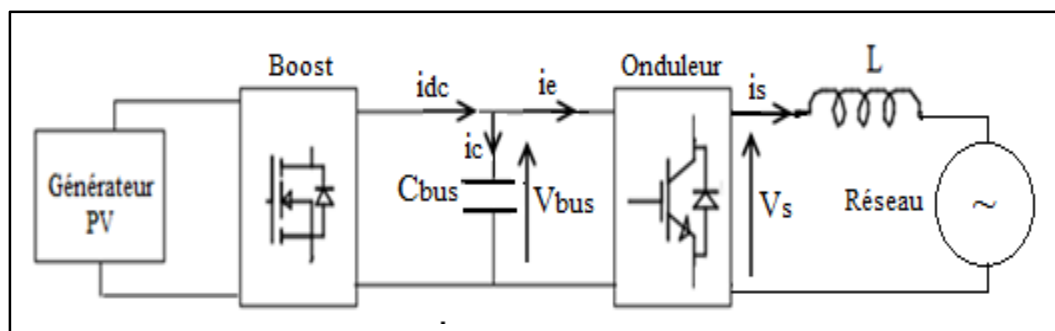 Boost
Onduleur
L
idc
ie
is
ic
Générateur
PV
Cbus
Vbus
Vs
Réseau
~